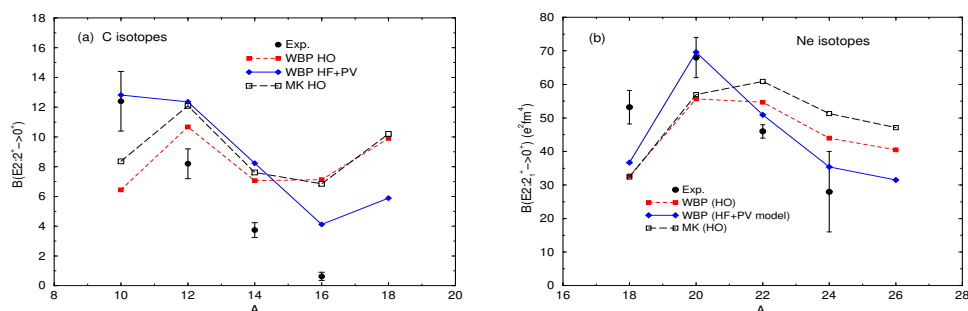 (a) C isotopes
Exp.
WBP HO
WBP HF+PV
MK HO
B(E2:2⁺->0⁺)
18
16
14
12
10
8
6
4
2
0
8 10 12 14 16 18 20
A
(b) Ne isotopes
Exp.
WBP (HO)
WBP (HF+PV model)
MK (HO)
B(E2:2₁⁺->0⁺) (e²fm⁴)
80
70
60
50
40
30
20
10
0
16 18 20 22 24 26 28
A